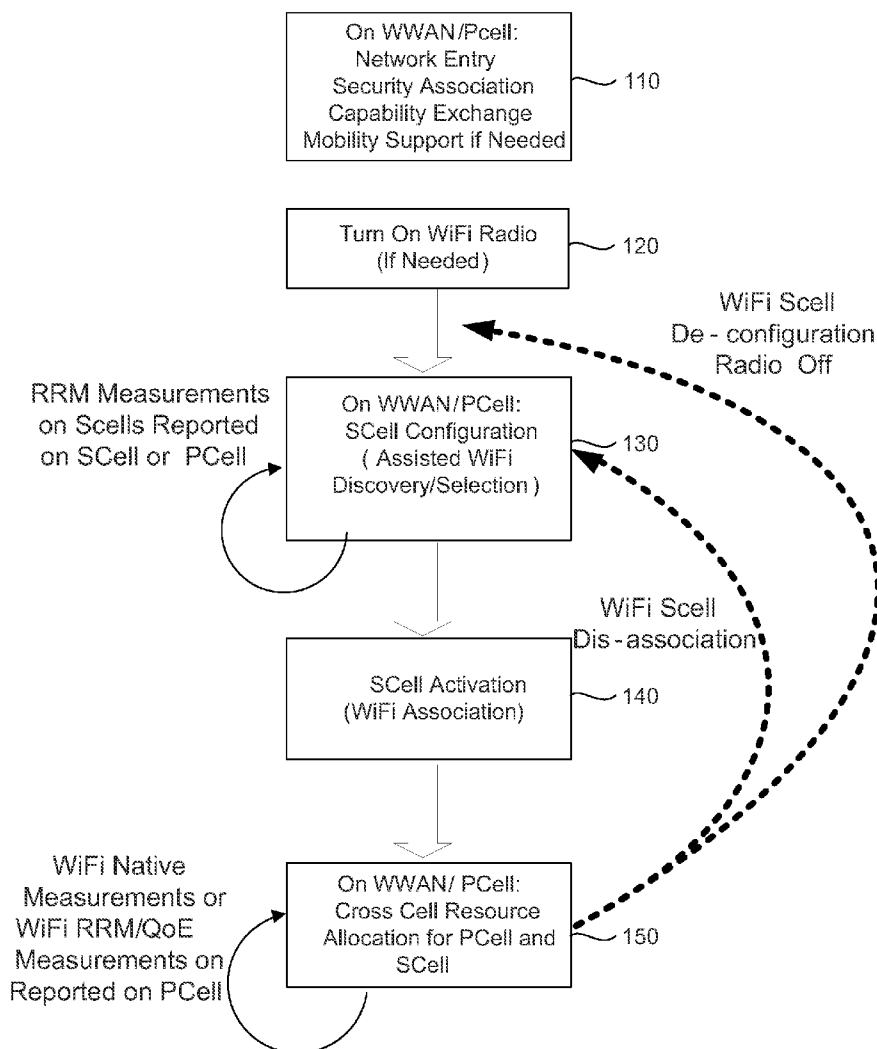 On WWAN/Pcell:
Network Entry
Security Association
Capability Exchange
Mobility Support if Needed
110
Turn On WiFi Radio
(If Needed)
120
WiFi Scell
De - configuration
Radio Off
RRM Measurements
on Scells Reported
on SCell or PCell
On WWAN/PCell:
SCell Configuration
( Assisted WiFi
Discovery/Selection )
130
WiFi Scell
Dis-association
SCell Activation
(WiFi Association)
140
WiFi Native
Measurements or
WiFi RRM/QoE
Measurements on
Reported on PCell
On WWAN/ PCell:
Cross Cell Resource
Allocation for PCell and
SCell
150